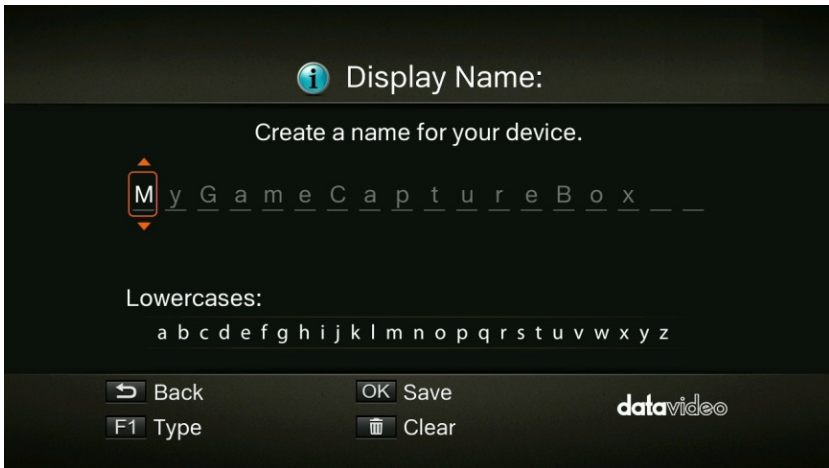 Display Name:
Create a name for your device.
M y G a m e C a p t u r e B o x _ _
Lowercases:
a b c d e f g h i j k l m n o p q r s t u v w x y z
Back OK Save
F1 Type Clear
datavideo